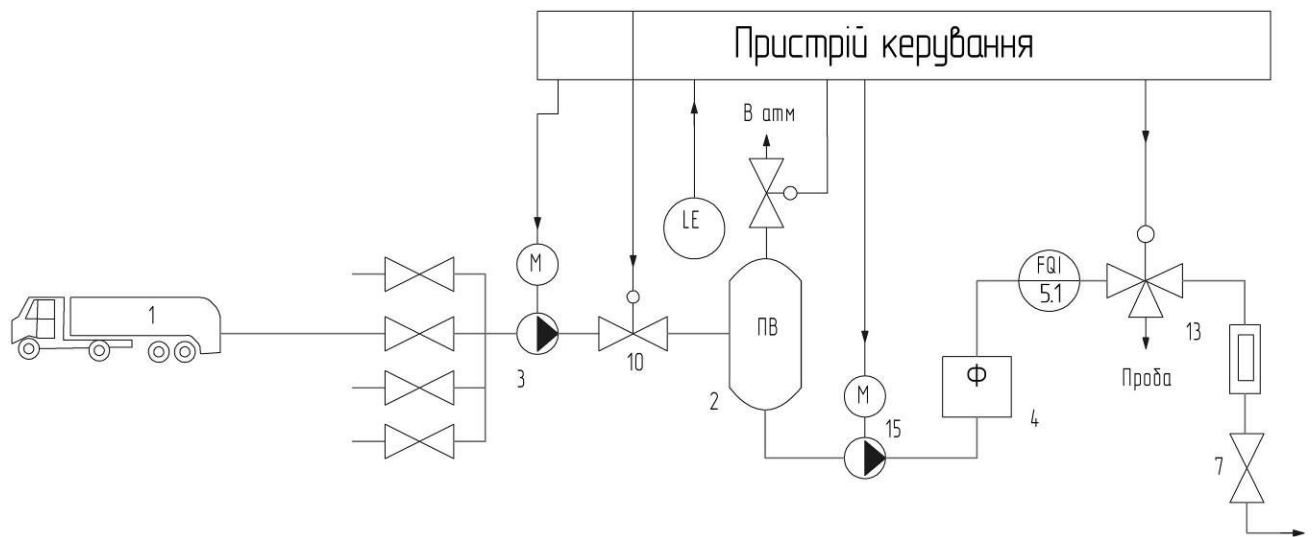 Пристрій керування
В атм
LE
M
FQI
5.1
1
ПВ
13
10
3
Проба
M
Ф
2
15
4
7